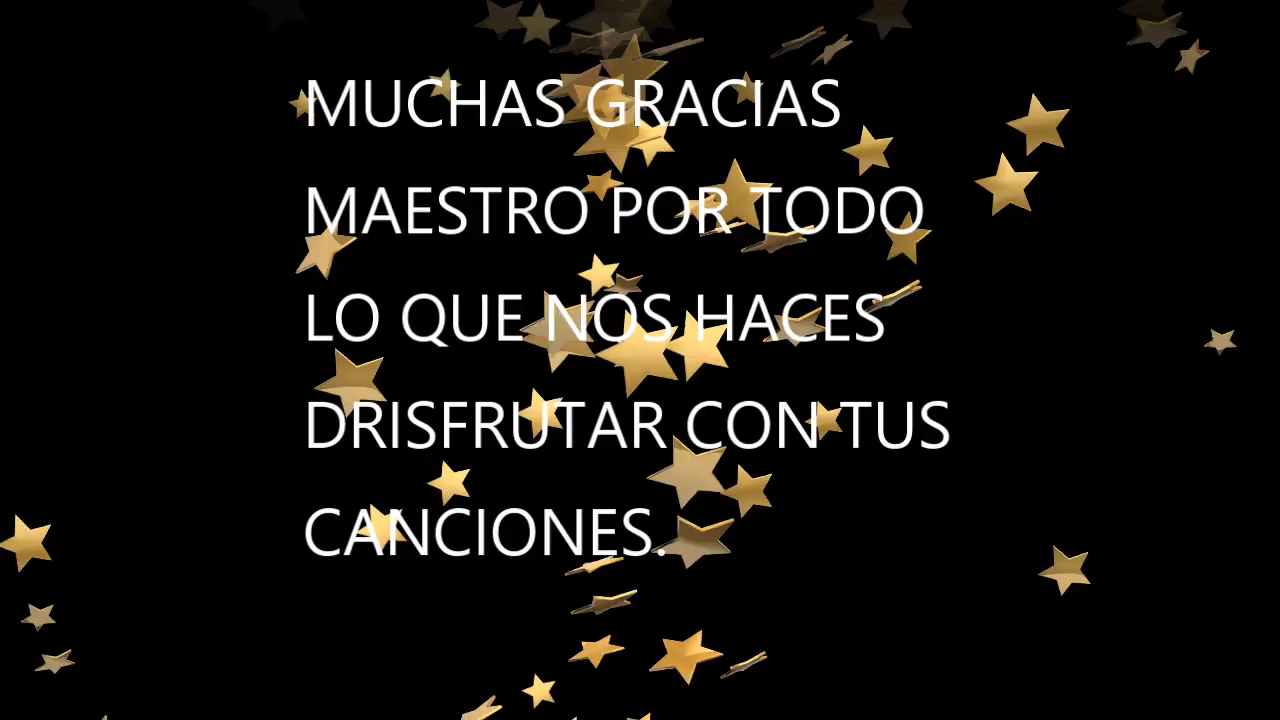 MUCHAS GRACIAS
MAESTRO POR TODO
LO QUE NOS HACES
DRISFRUTAR CON TUS
CANCIONES.